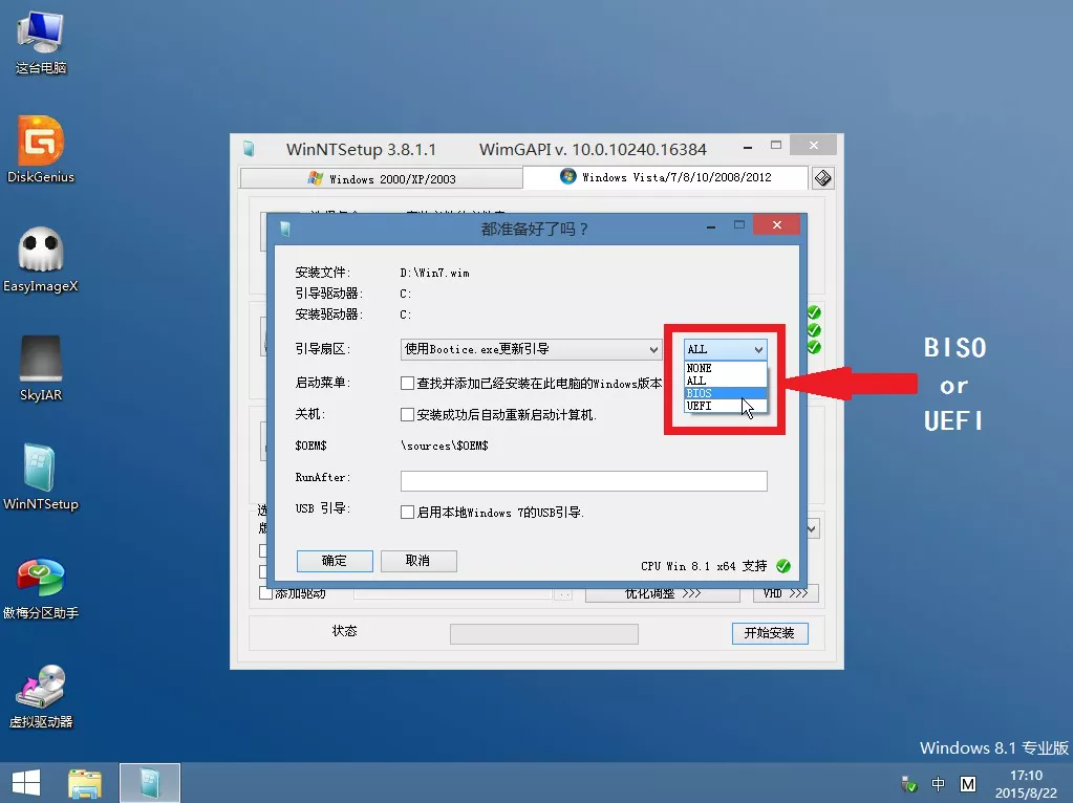 这台电脑
DiskGenius
EasyImageX
SkyIAR
WinNTSetup
傲梅分区助手
虚拟驱动器
WinNTSetup 3.8.1.1 WimGAPI v. 10.0.10240.16384
Windows 2000/XP/2003
Windows Vista/7/8/10/2008/2012
都准备好了吗？
安装文件: D:\Win7.wim
引导驱动器: C:
安装驱动器: C:
引导扇区: 使用Bootice.exe更新引导 ALL
NONE
ALL
BIOS
UEFI
启动菜单: 查找并添加已经安装在此电脑的Windows版本
关机: 安装成功后自动重新启动计算机.
$OEM$ \sources\$OEM$
RunAfter:
USB 引导: 启用本地Windows 7的USB引导.
确定 取消
CPU Win 8.1 x64 支持
添加驱动 .. 优化调整 >>> VHD >>>
状态 开始安装
BISO
or
UEFI
Windows 8.1 专业版
中 M
17:10
2015/8/22